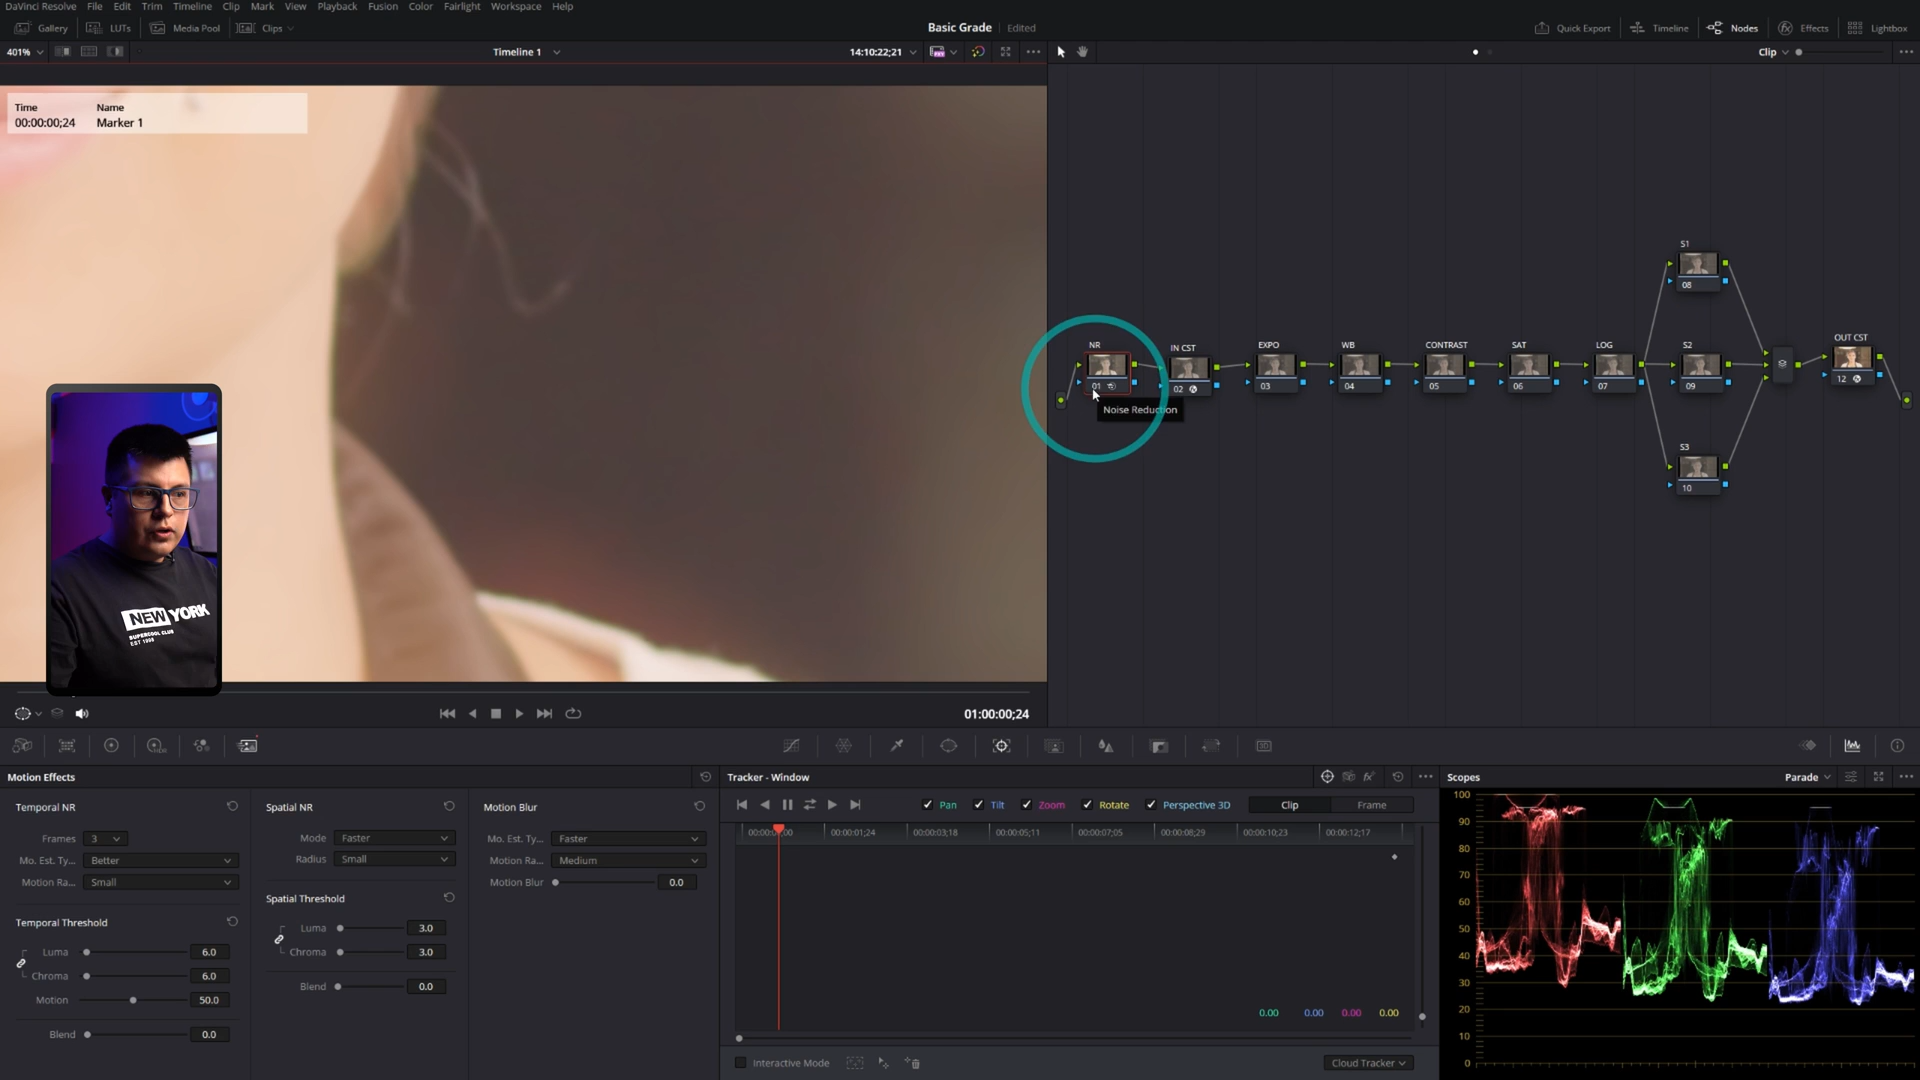 DaVinci Resolve File Edit Trim Timeline Clip Mark View Playback Fusion Color Fairlight Workspace Help
Gallery LUTs Media Pool Clips Basic Grade Edited Quick Export Timeline Nodes Effects Lightbox
401% Timeline 1 14:10:22;21 Clip
Time Name
00:00:00;24 Marker 1
S1
08
NR IN CST EXPO WB CONTRAST SAT LOG S2 OUT CST
01 02 03 04 05 06 07 09 12
Noise Reduction
S3
10
NEW YORK
SUPERCOOL CLUB
EST 1998
01:00:00;24
Motion Effects
Temporal NR
Frames 3
Mo. Est. Ty... Better
Motion Ra... Small
Temporal Threshold
Luma 6.0
Chroma 6.0
Motion 50.0
Blend 0.0
Spatial NR
Mode Faster
Radius Small
Spatial Threshold
Luma 3.0
Chroma 3.0
Blend 0.0
Motion Blur
Mo. Est. Ty... Faster
Motion Ra... Medium
Motion Blur 0.0
Tracker - Window
Pan Tilt Zoom Rotate Perspective 3D Clip Frame
00:00:01;24 00:00:03;18 00:00:05;11 00:00:07;05 00:00:08;29 00:00:10;23 00:00:12;17
0.00 0.00 0.00 0.00
Interactive Mode Cloud Tracker
Scopes Parade
100
90
80
70
60
50
40
30
20
10
0